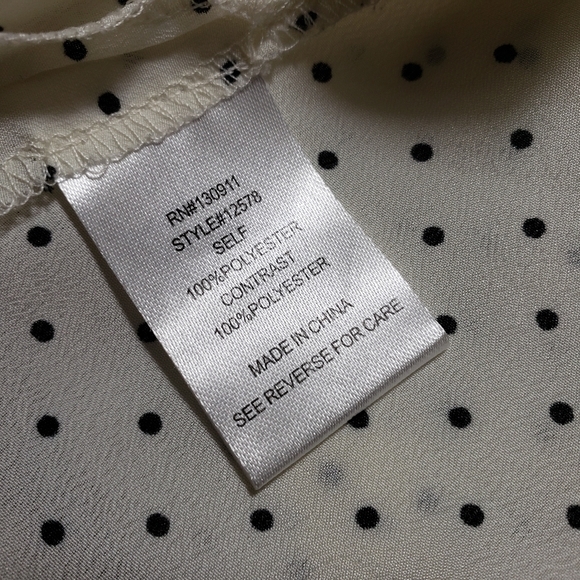 RN#130911
STYLE#12578
SELF
100%POLYESTER
CONTRAST
100%POLYESTER
MADE IN CHINA
SEE REVERSE FOR CARE